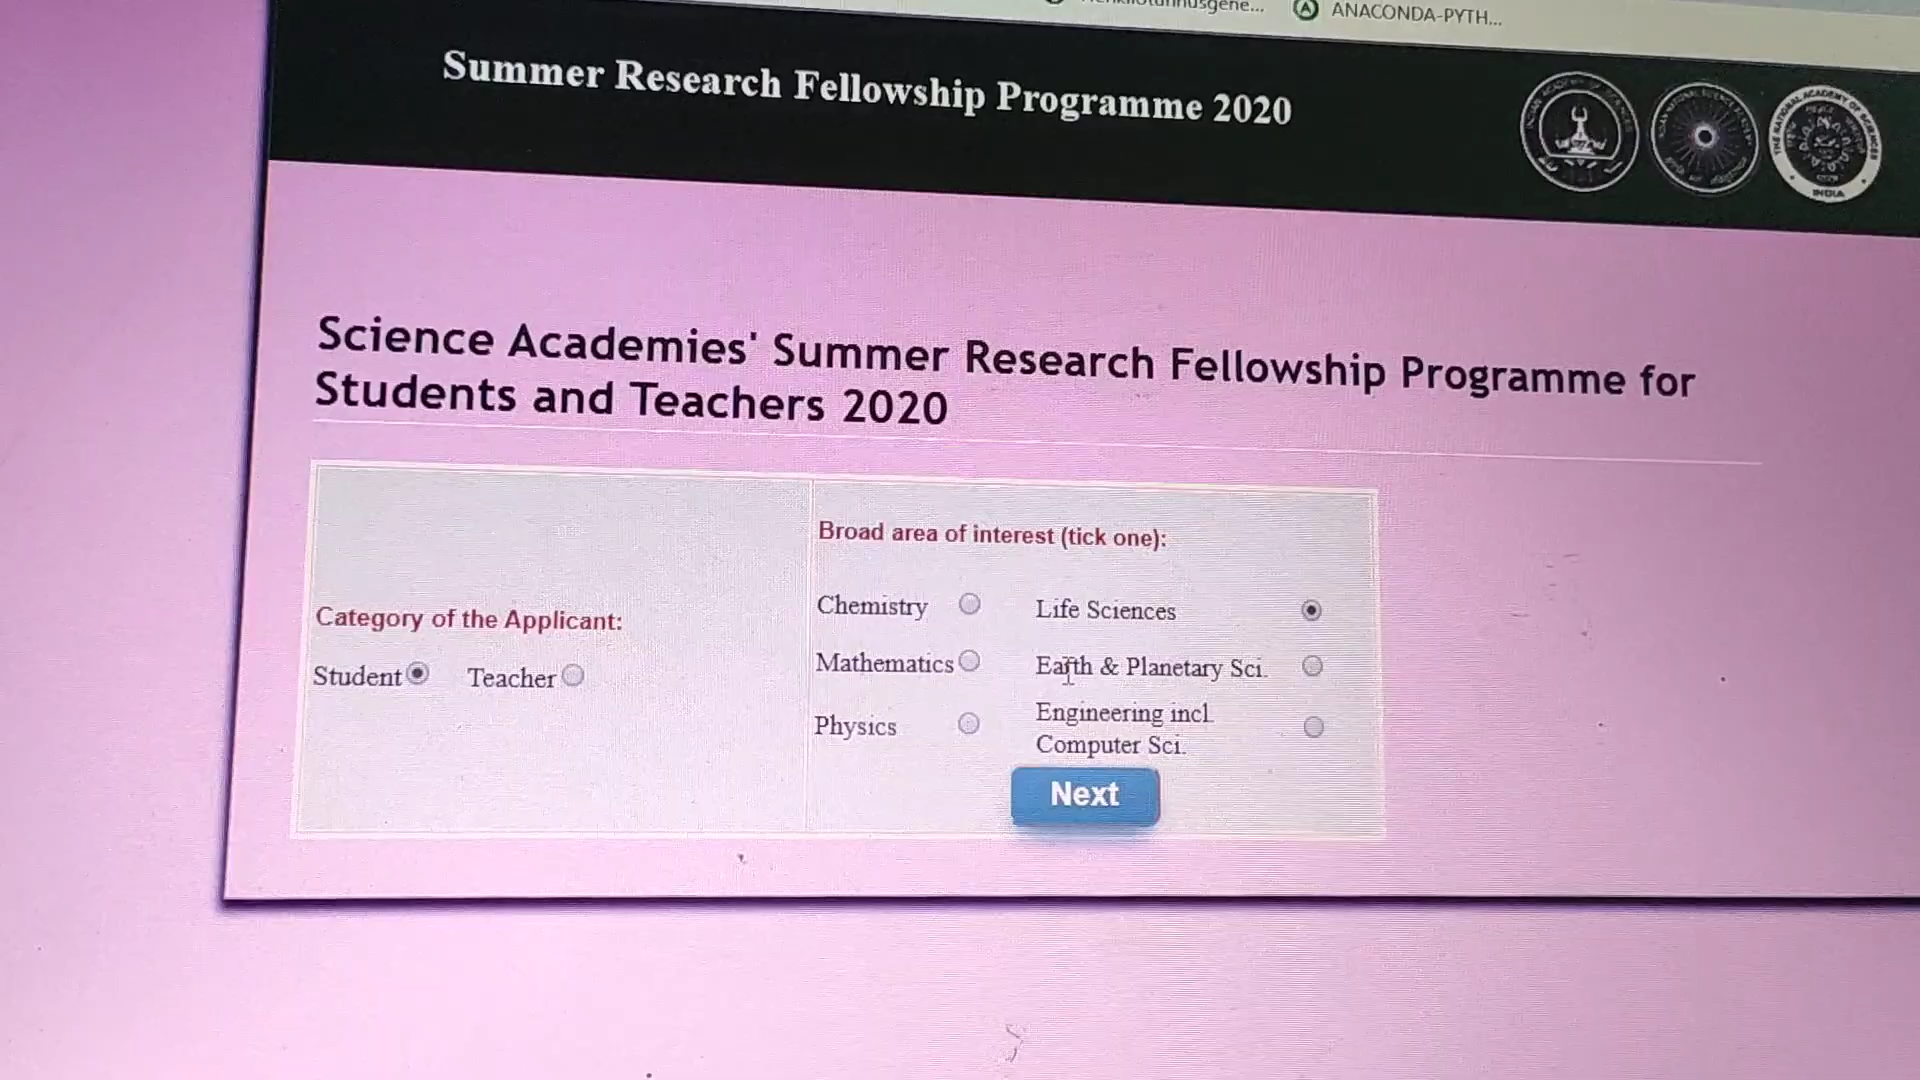 ANACONDA-PYTH...
Summer Research Fellowship Programme 2020
INDIA
Science Academies' Summer Research Fellowship Programme for
Students and Teachers 2020
Broad area of interest (tick one):
Category of the Applicant:
Student Teacher
Chemistry Life Sciences
Mathematics Earth & Planetary Sci.
Physics Engineering incl.
Computer Sci.
Next